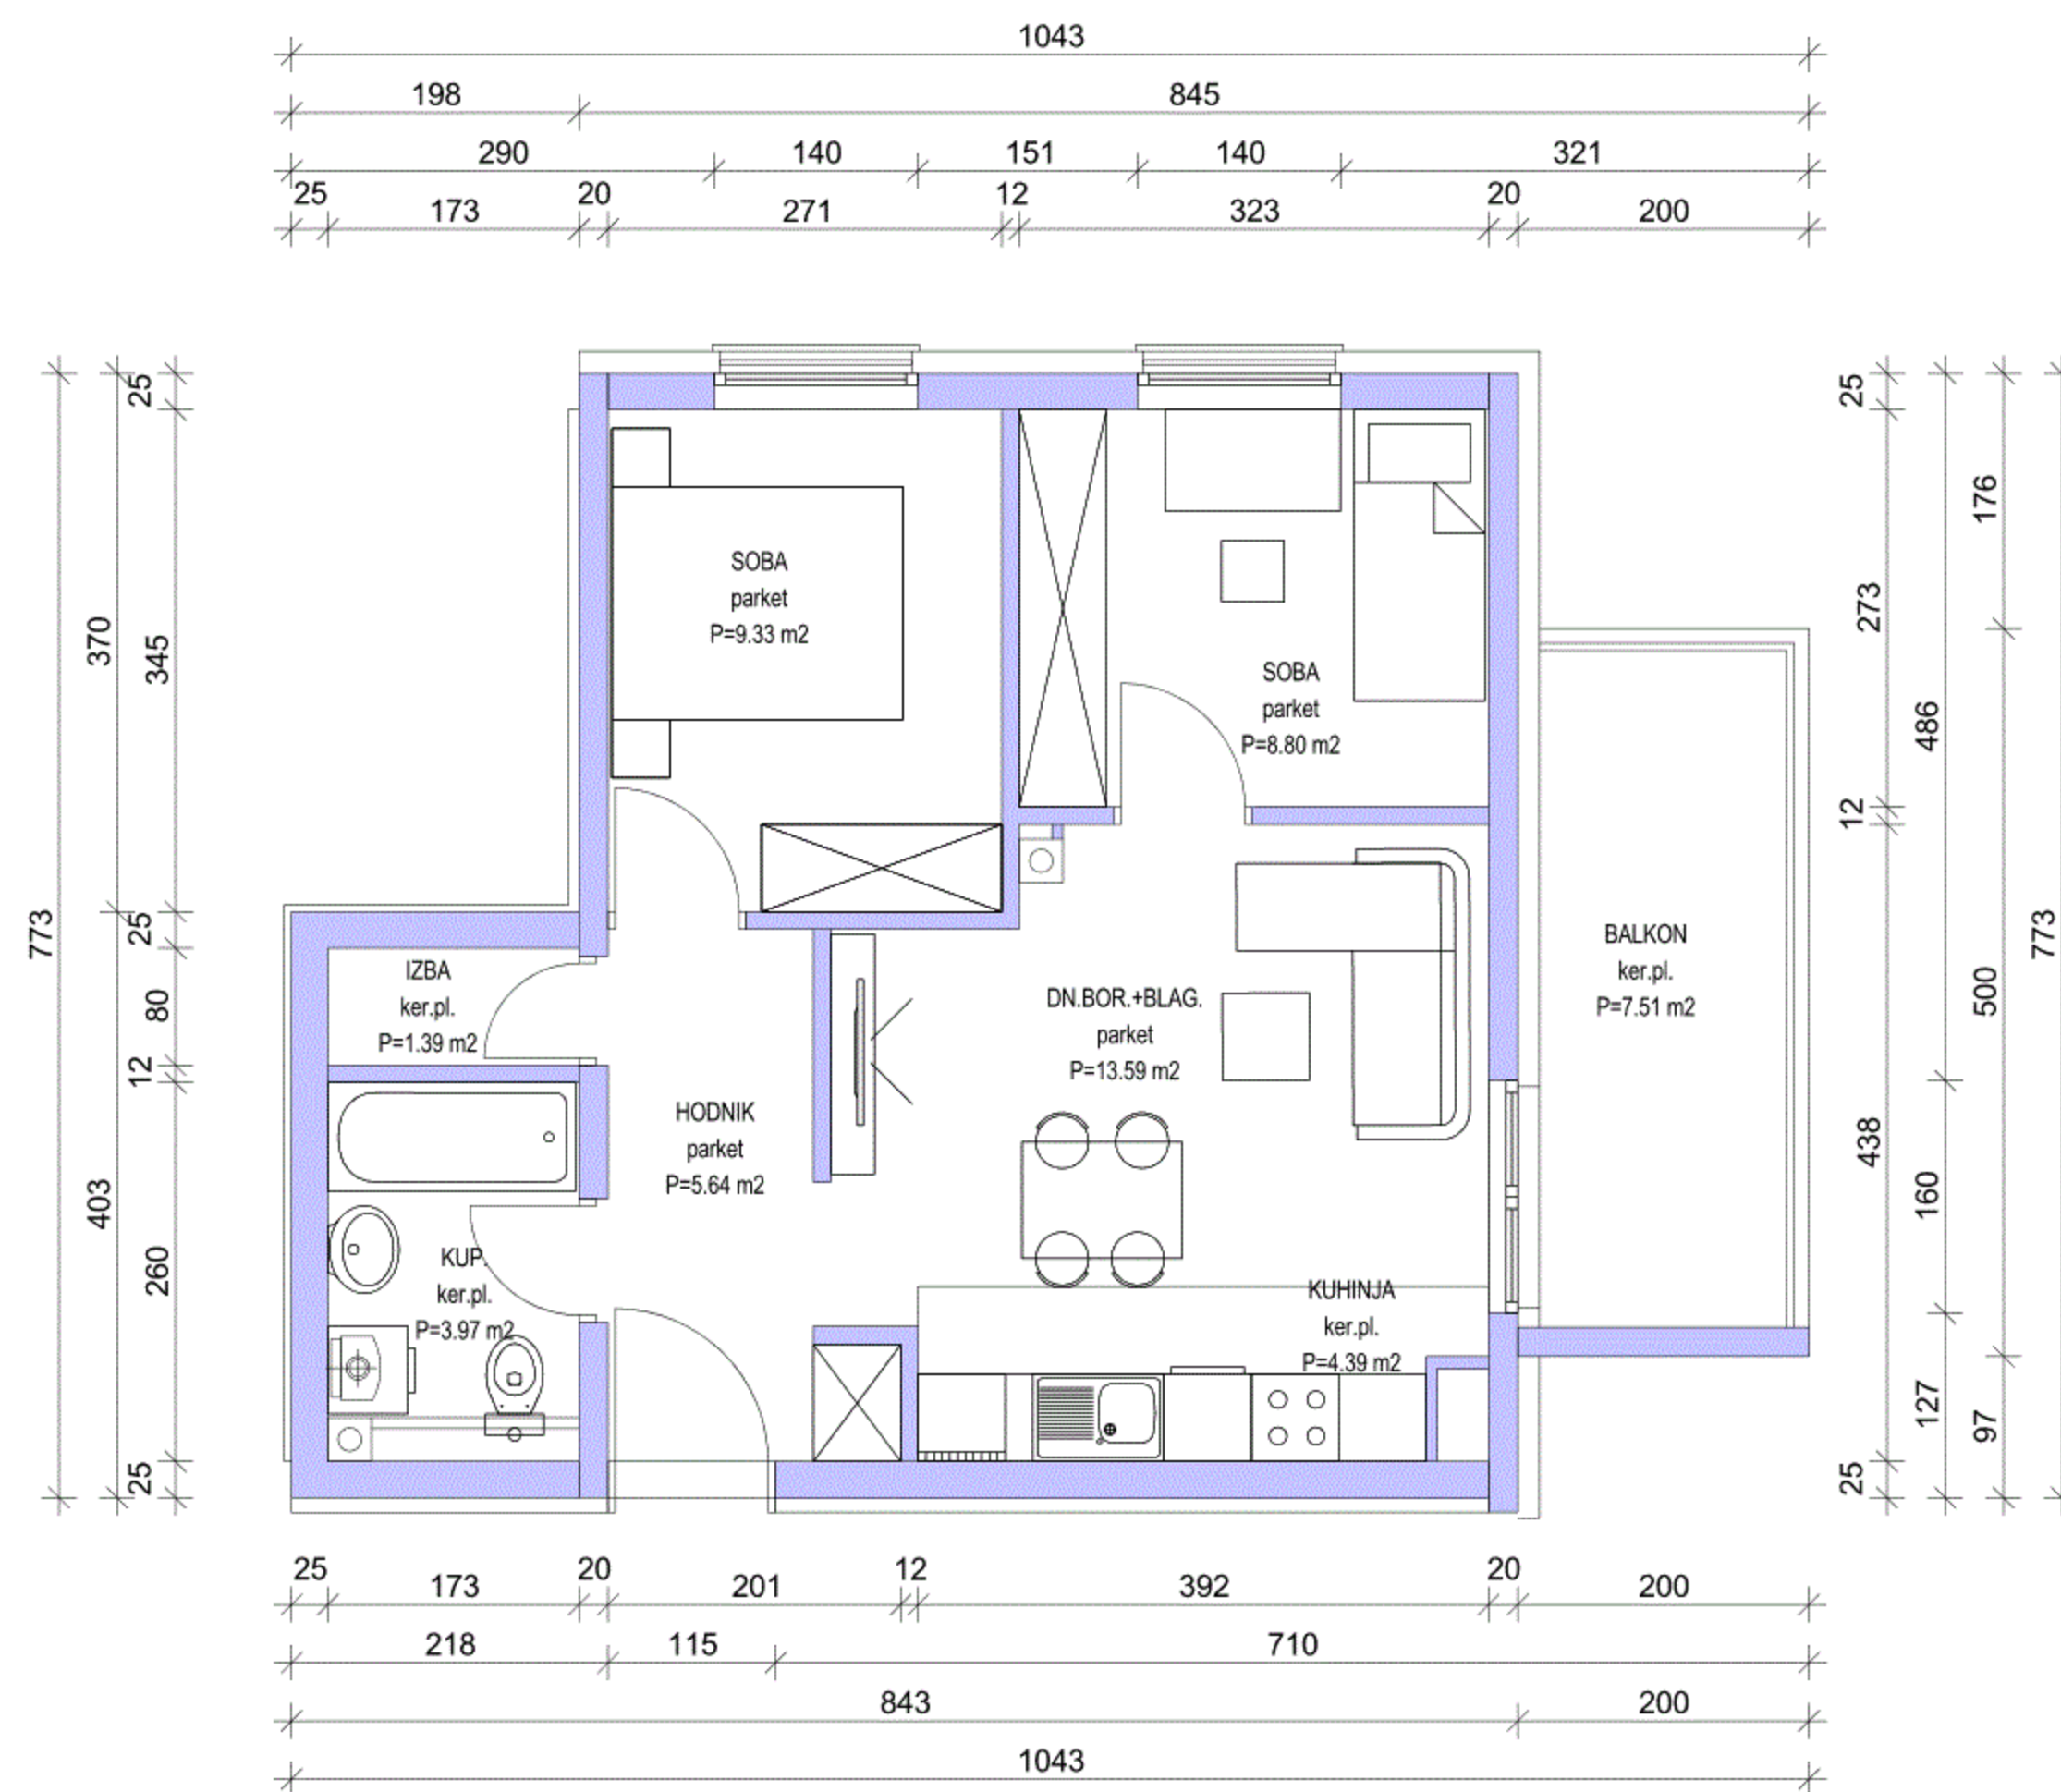 1043
198 845
290 140 151 140 321
25 20 12 20
173 271 323 200
773
370
403
25
345
25
80
12
260
25
SOBA
parket
P=9.33 m2
SOBA
parket
P=8.80 m2
IZBA
ker.pl.
P=1.39 m2
HODNIK
parket
P=5.64 m2
DN.BOR.+BLAG.
parket
P=13.59 m2
BALKON
ker.pl.
P=7.51 m2
KUP.
ker.pl.
P=3.97 m2
KUHINJA
ker.pl.
P=4.39 m2
25
273
12
438
25
486
160
127
176
500
97
773
25 20 12 20
173 201 392 200
218 115 710
843 200
1043